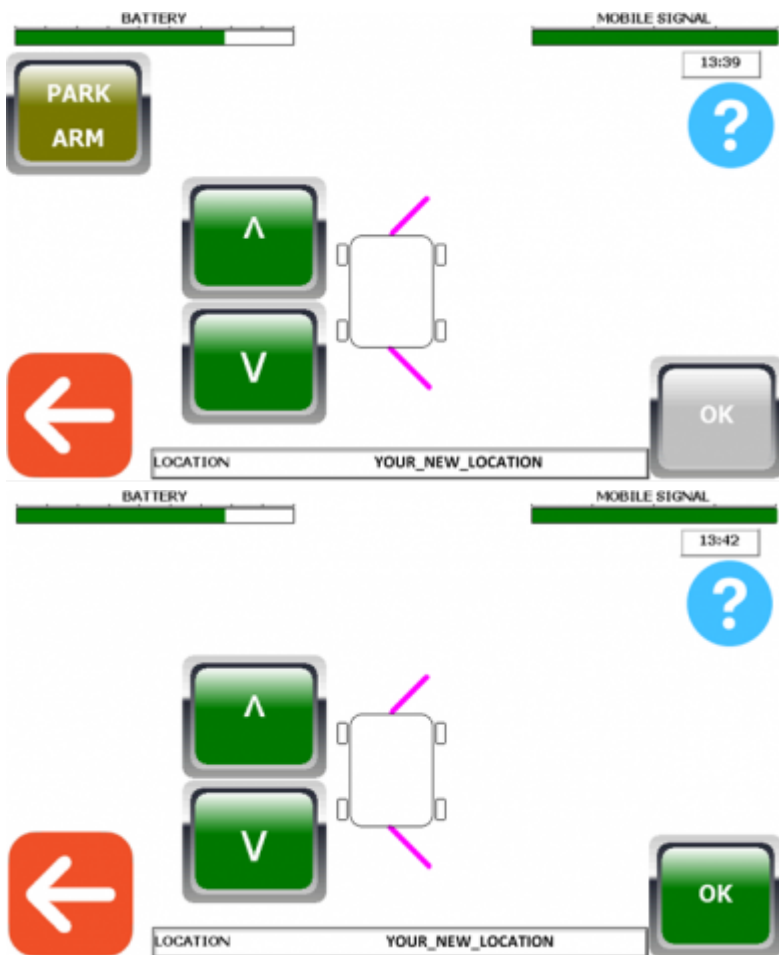 BATTERY
MOBILE SIGNAL
13:39
PARK
ARM
?
^
V
OK
LOCATION YOUR_NEW_LOCATION
BATTERY
MOBILE SIGNAL
13:42
?
^
V
OK
LOCATION YOUR_NEW_LOCATION